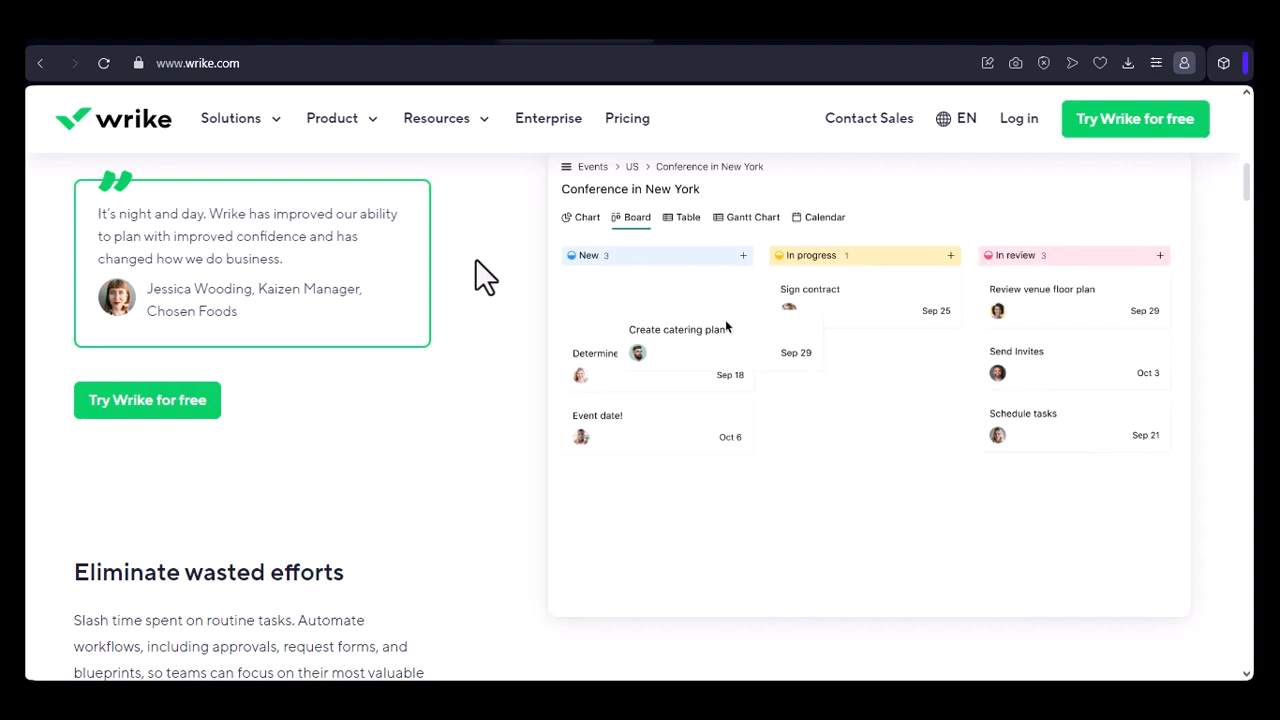 www.wrike.com
wrike
Solutions
Product
Resources
Enterprise
Pricing
Contact Sales
EN
Log in
Try Wrike for free
It's night and day. Wrike has improved our ability
to plan with improved confidence and has
changed how we do business.
Jessica Wooding, Kaizen Manager,
Chosen Foods
Try Wrike for free
Eliminate wasted efforts
Slash time spent on routine tasks. Automate
workflows, including approvals, request forms, and
blueprints, so teams can focus on their most valuable
Events > US > Conference in New York
Conference in New York
Chart Board Table Gantt Chart Calendar
New 3 +
Create catering plan
Sep 29
Determine
Sep 18
Event date!
Oct 6
In progress 1 +
Sign contract
Sep 25
In review 3 +
Review venue floor plan
Sep 29
Send Invites
Oct 3
Schedule tasks
Sep 21